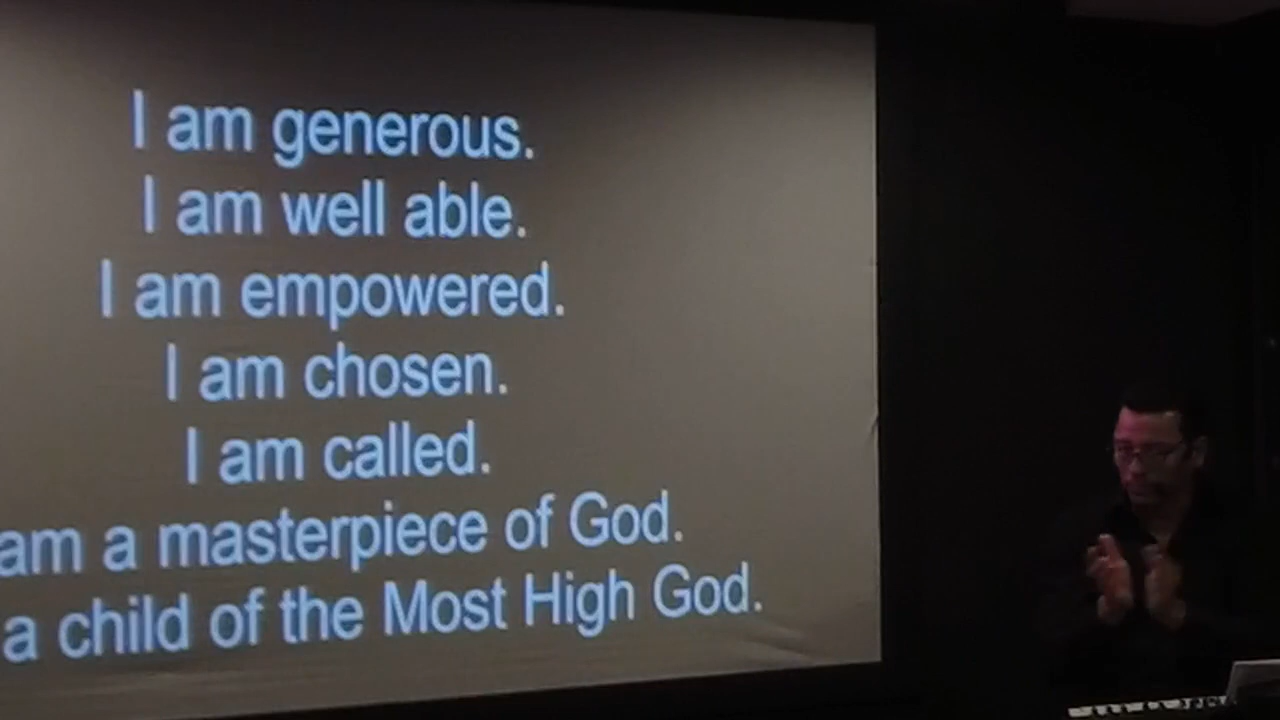 I am generous.
I am well able.
I am empowered.
I am chosen.
I am called.
am a masterpiece of God.
a child of the Most High God.